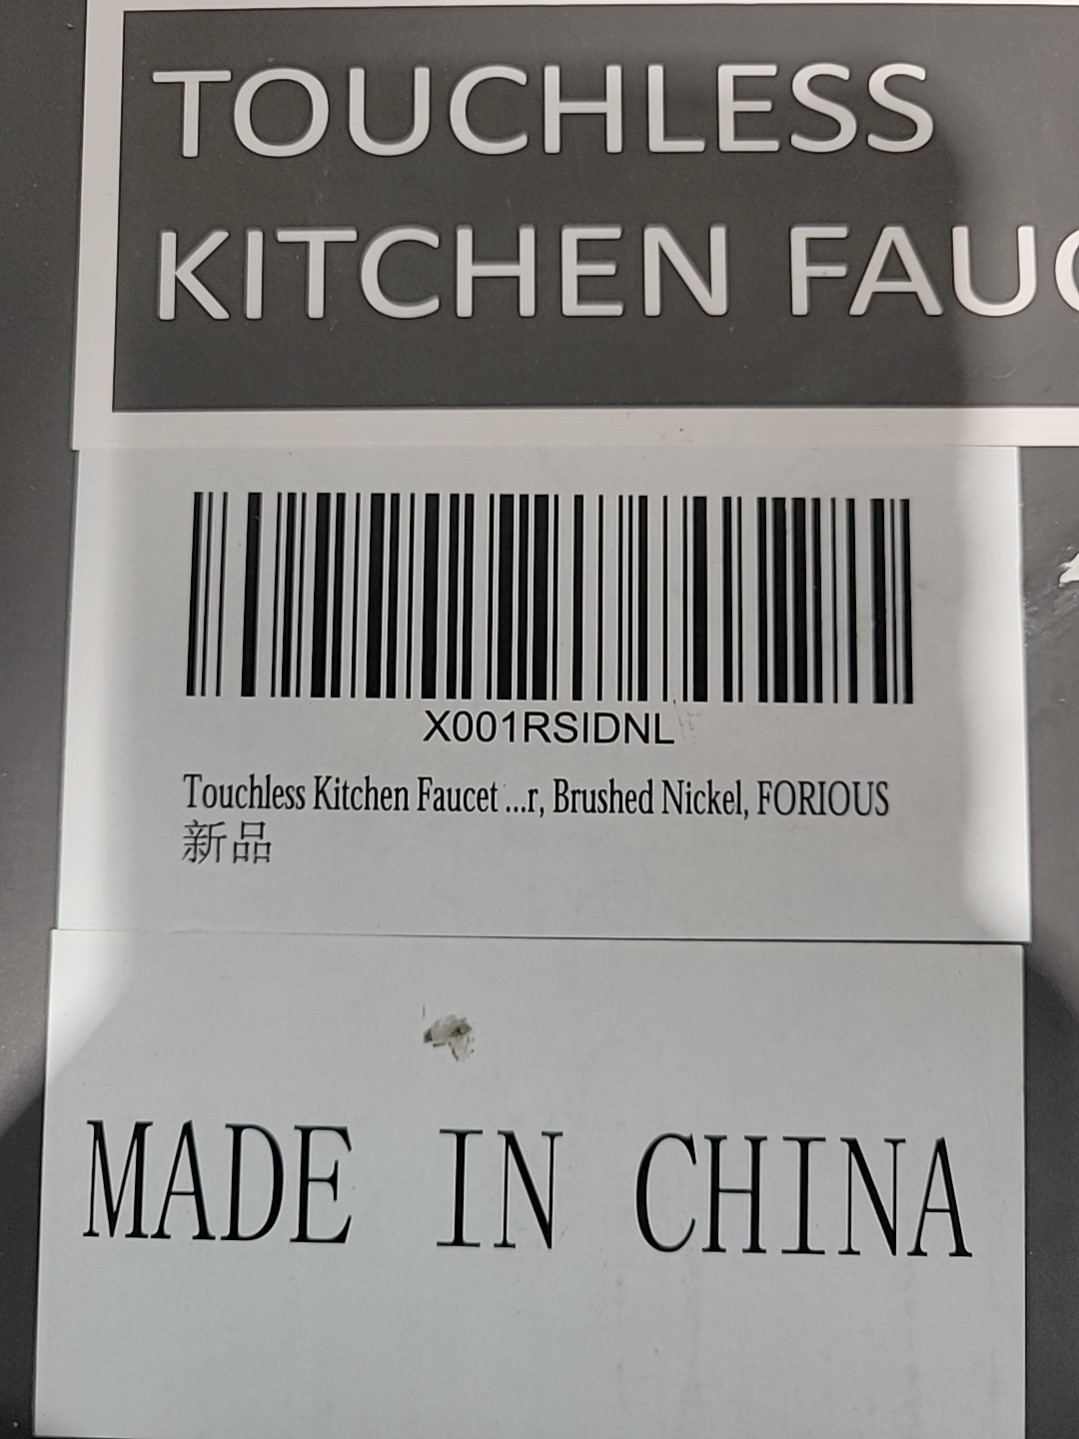 TOUCHLESS
KITCHEN FAUC
X001RSIDNL
Touchless Kitchen Faucet ...r, Brushed Nickel, FORIOUS
新品
MADE IN CHINA